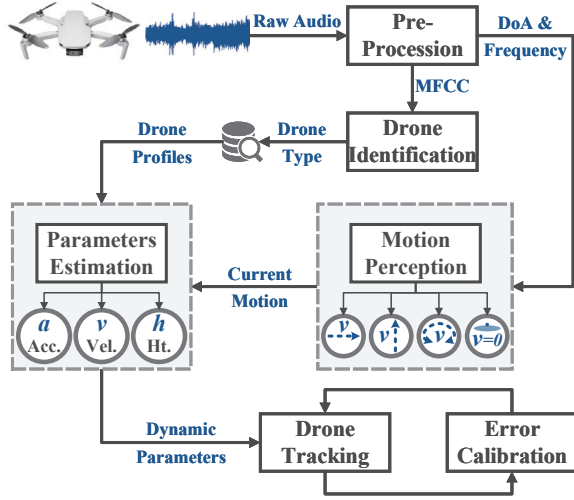 Raw Audio
Pre-
Procession
DoA &
Frequency
MFCC
Drone
Identification
Drone
Type
Drone
Profiles
Parameters
Estimation
a
Acc.
v
Vel.
h
Ht.
Current
Motion
Motion
Perception
v
v
v
v=0
Dynamic
Parameters
Drone
Tracking
Error
Calibration